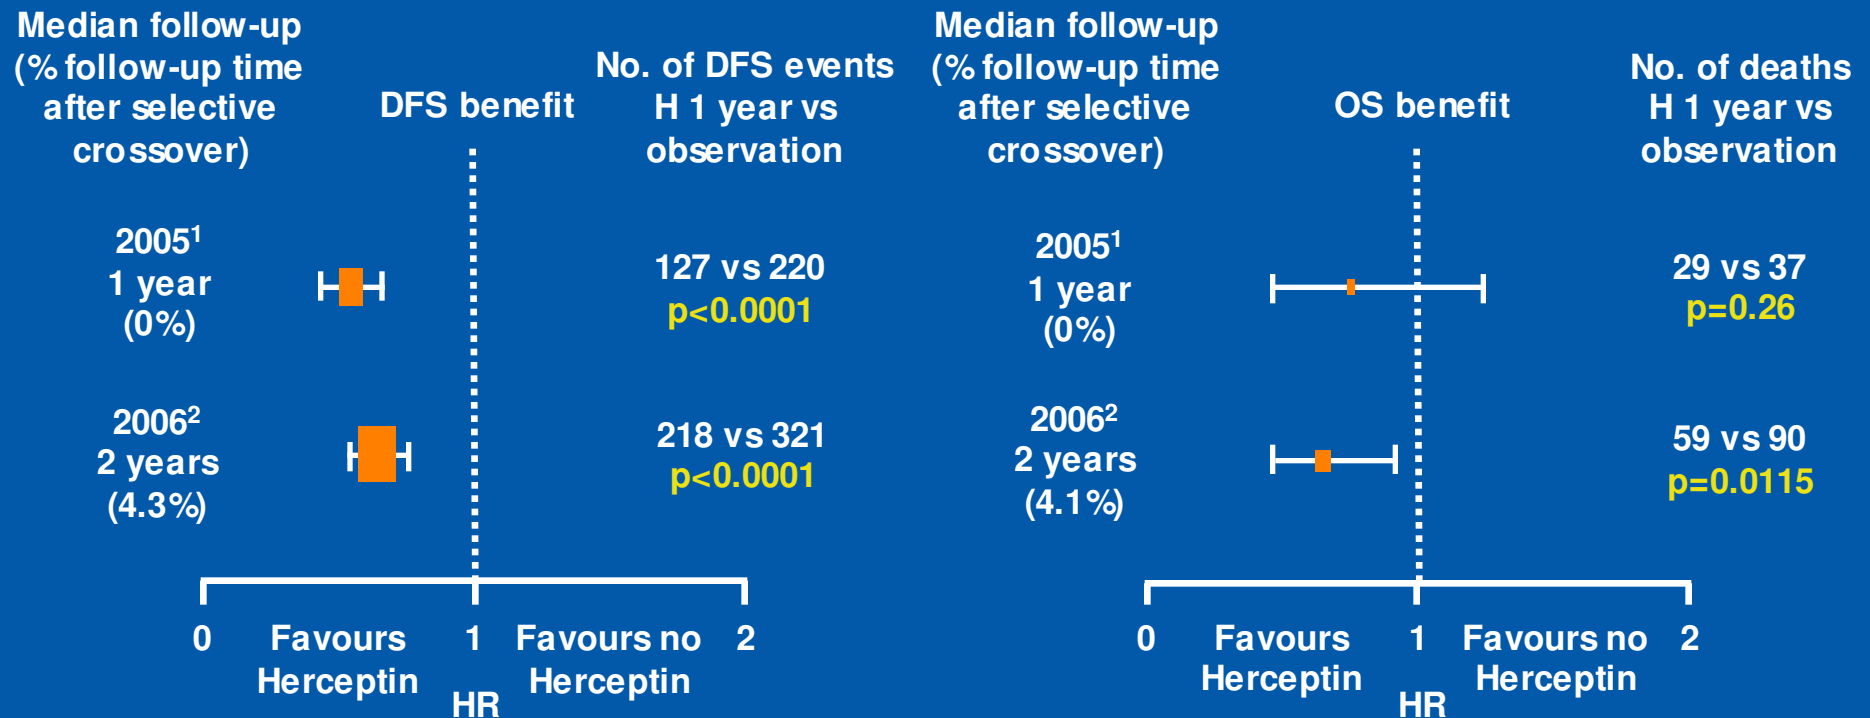 Median follow-up
(% follow-up time
after selective
crossover)
DFS benefit
No. of DFS events
H 1 year vs
observation
2005¹
1 year
(0%)
127 vs 220
p<0.0001
2006²
2 years
(4.3%)
218 vs 321
p<0.0001
0
Favours
Herceptin
1
Favours no
Herceptin
2
HR
Median follow-up
(% follow-up time
after selective
crossover)
OS benefit
No. of deaths
H 1 year vs
observation
2005¹
1 year
(0%)
29 vs 37
p=0.26
2006²
2 years
(4.1%)
59 vs 90
p=0.0115
0
Favours
Herceptin
1
Favours no
Herceptin
2
HR